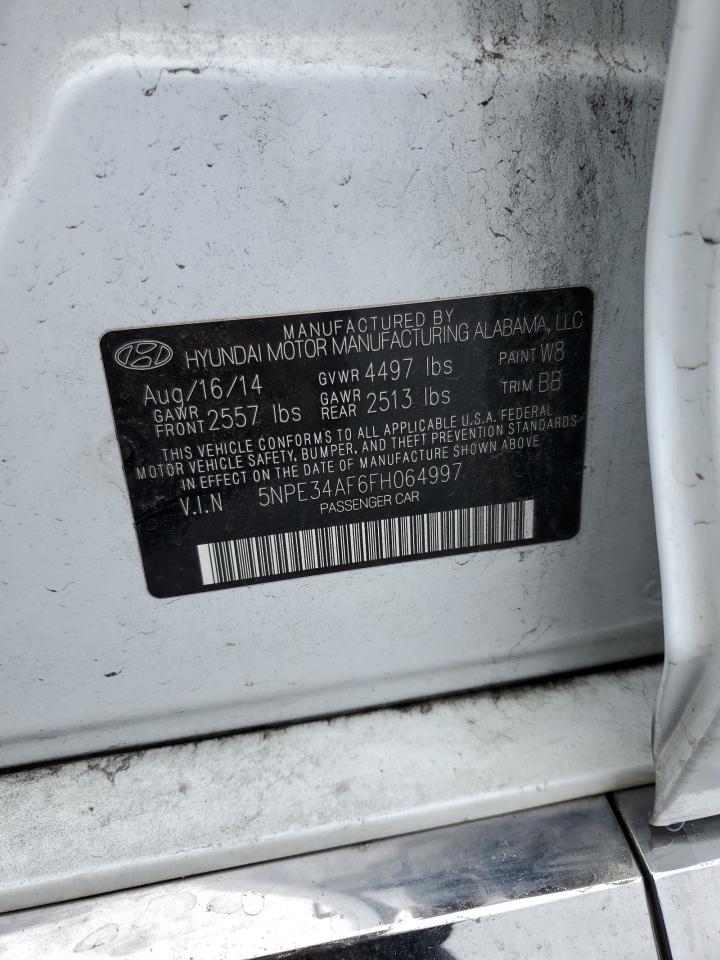 MANUFACTURED BY
HYUNDAI MOTOR MANUFACTURING ALABAMA, LLC
Aug/16/14 GVWR 4497 lbs PAINT W8
GAWR FRONT 2557 lbs GAWR REAR 2513 lbs TRIM BB
THIS VEHICLE CONFORMS TO ALL APPLICABLE U.S.A. FEDERAL
MOTOR VEHICLE SAFETY, BUMPER, AND THEFT PREVENTION STANDARDS
IN EFFECT ON THE DATE OF MANUFACTURE SHOWN ABOVE
V.I.N 5NPE34AF6FH064997
PASSENGER CAR